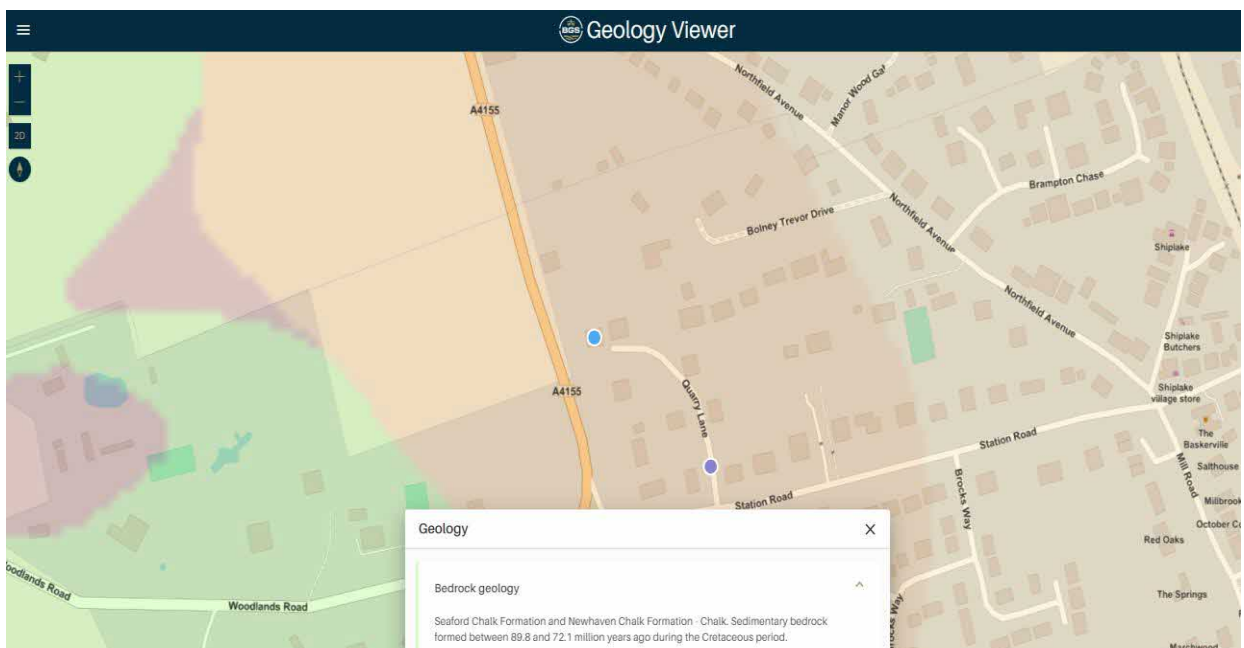 BGS Geology Viewer
+
−
2D
A4155
Northfield Avenue
Manor Wood Gat
Brampton Chase
Bolney Trevor Drive
Northfield Avenue
Shiplake
Northfield Avenue
Shiplake
Butchers
A4155
Quarry Lane
Shiplake
village store
The
Baskerville
Station Road
Salthouse
Mill Road
Station Road
Brocks Way
Millbrook
October Co
Red Oaks
Geology
Bedrock geology
oodlands Road
Woodlands Road
The Springs
ocks Way
Seaford Chalk Formation and Newhaven Chalk Formation - Chalk. Sedimentary bedrock
formed between 89.8 and 72.1 million years ago during the Cretaceous period.